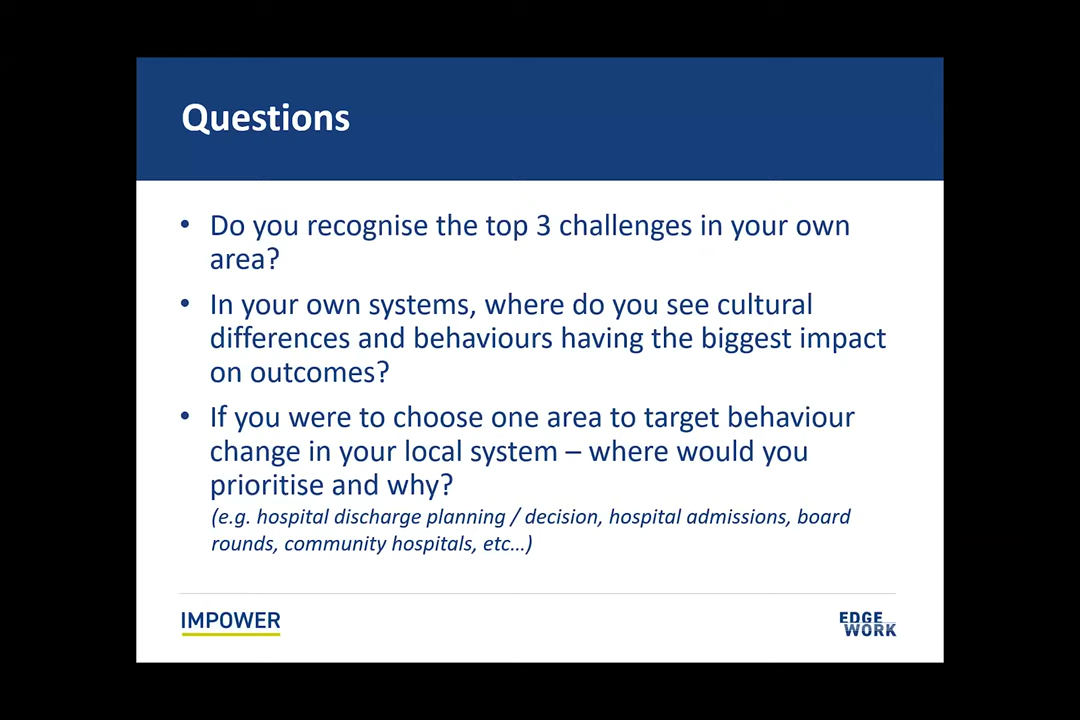 Questions
• Do you recognise the top 3 challenges in your own
area?
• In your own systems, where do you see cultural
differences and behaviours having the biggest impact
on outcomes?
• If you were to choose one area to target behaviour
change in your local system – where would you
prioritise and why?
(e.g. hospital discharge planning / decision, hospital admissions, board
rounds, community hospitals, etc…)
IMPOWER
EDGE
WORK